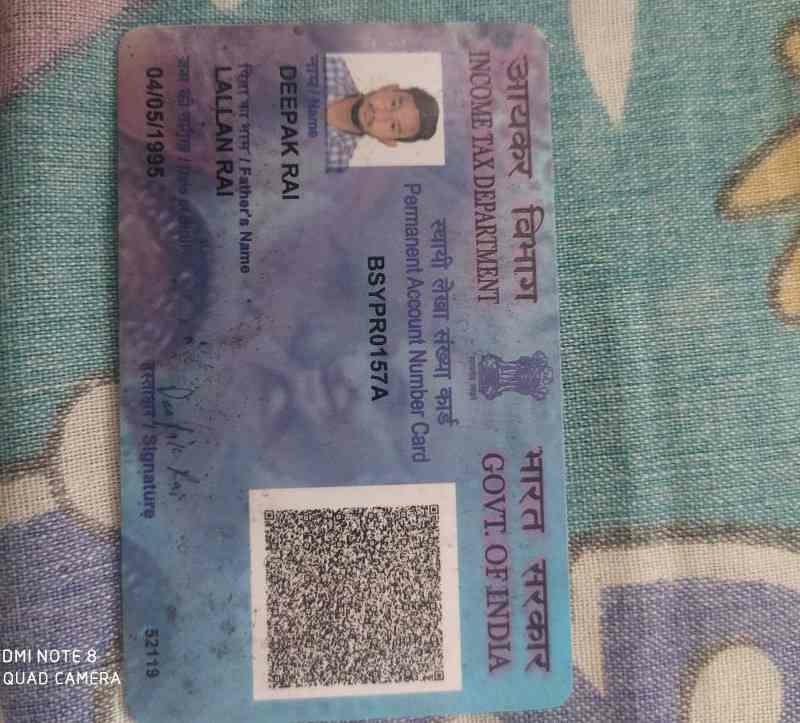 आयकर विभाग
INCOME TAX DEPARTMENT
भारत सरकार
GOVT. OF INDIA
स्थायी लेखा संख्या कार्ड
Permanent Account Number Card
BSYPR0157A
नाम / Name
DEEPAK RAI
पिता का नाम / Father's Name
LALLAN RAI
जन्म की तारीख / Date of Birth
04/05/1995
हस्ताक्षर / Signature
52119
DMI NOTE 8
QUAD CAMERA